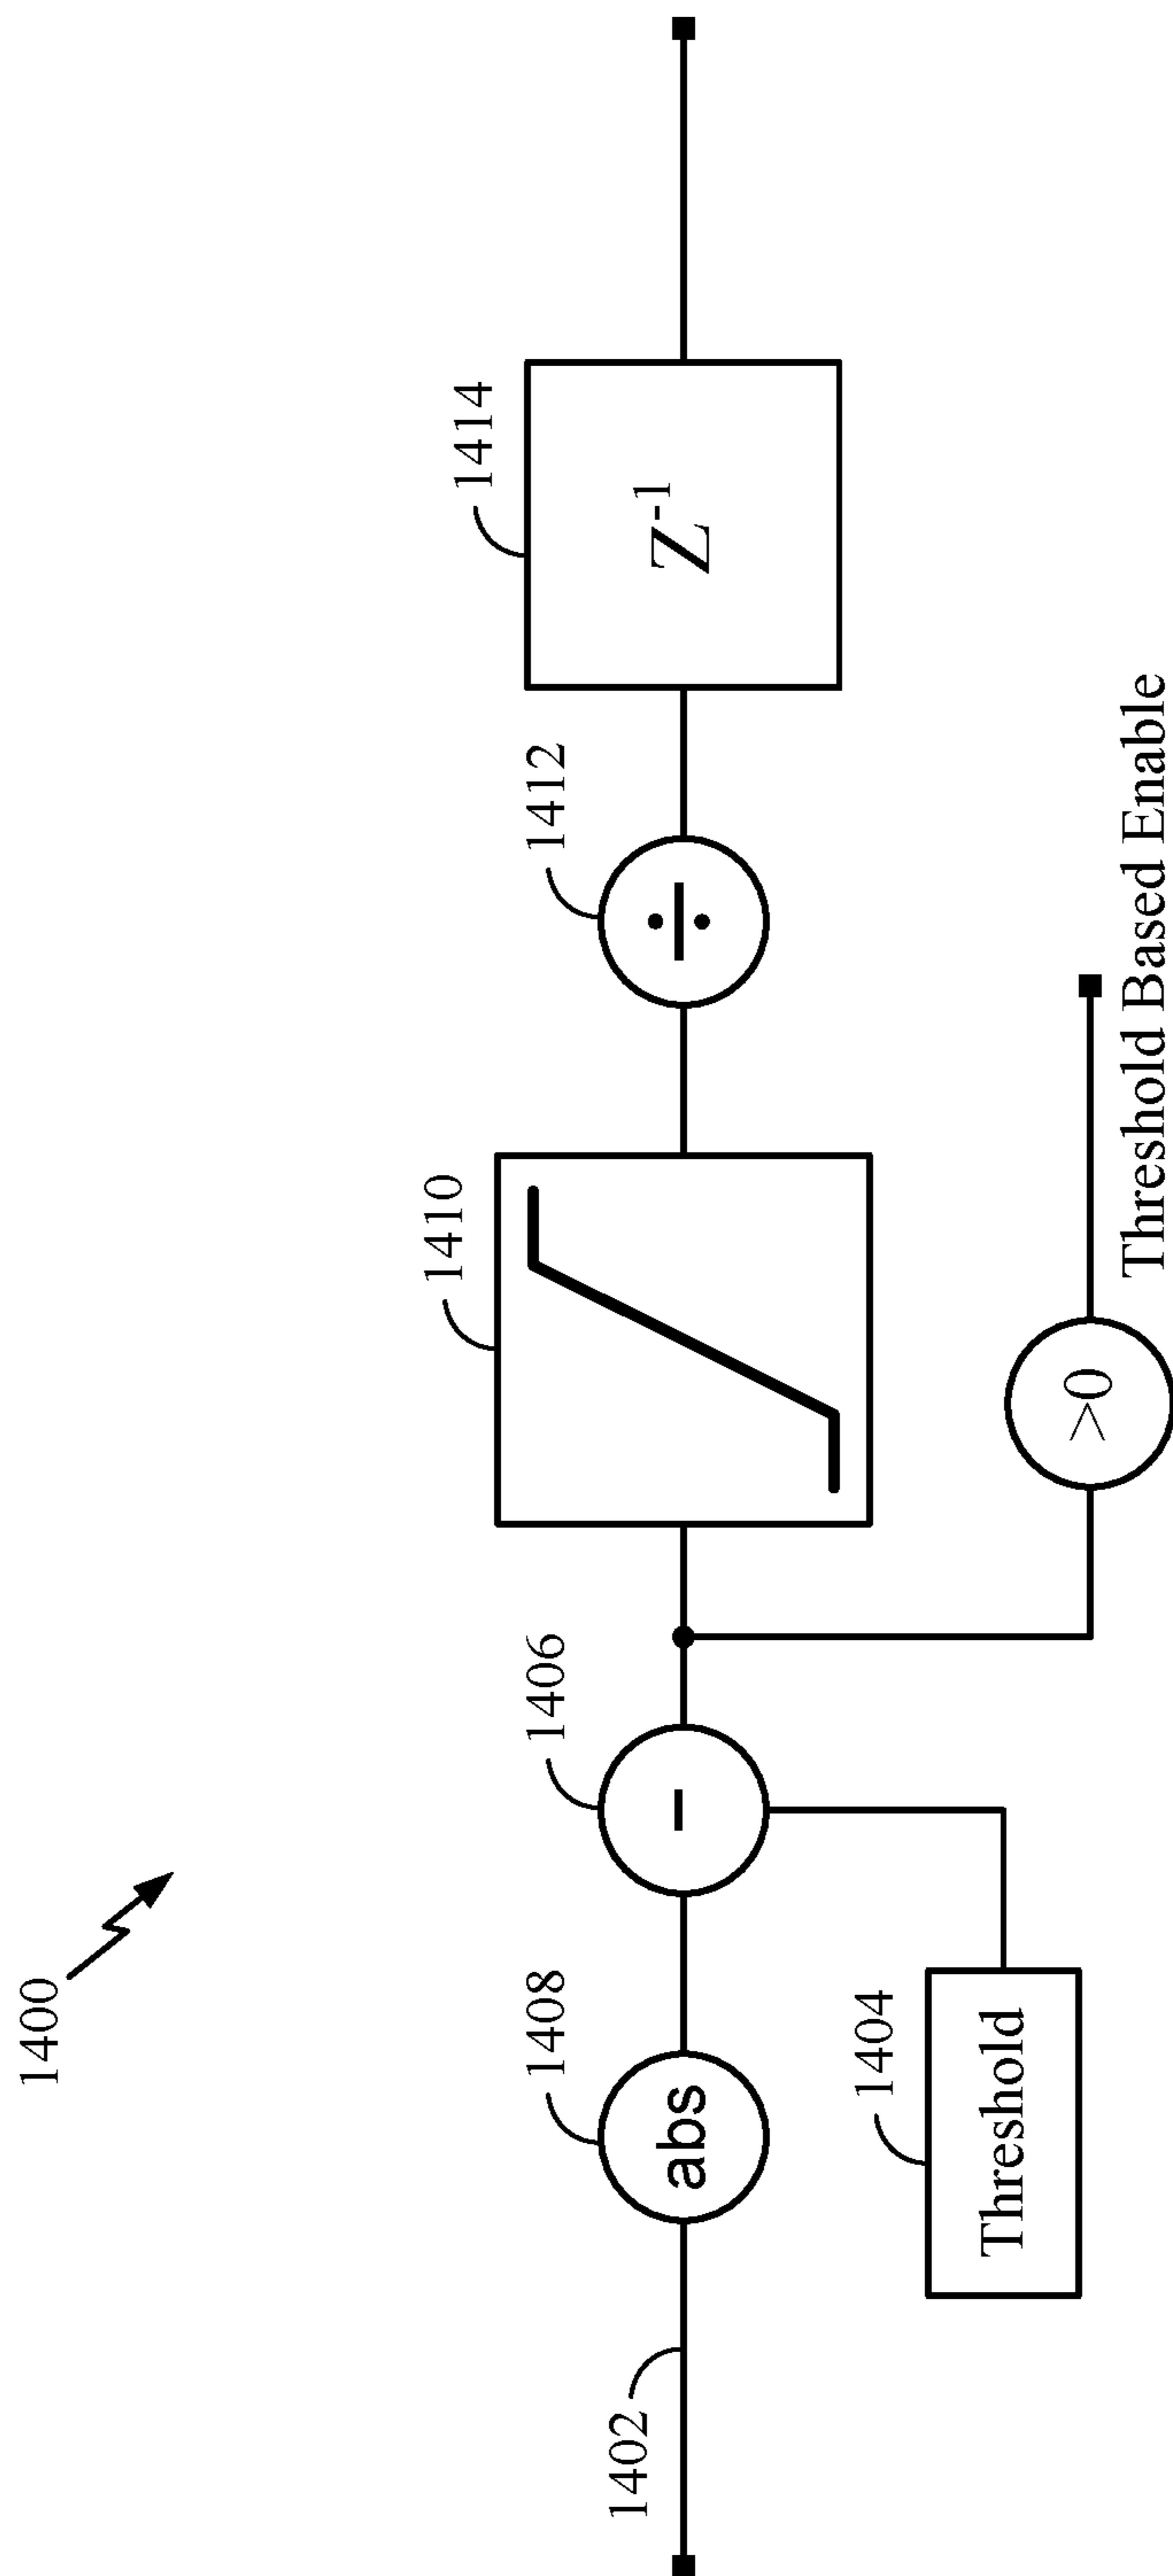 1400
1402
1408
abs
1406
-
1410
1412
÷
1414
Z-1
1404
Threshold
>0
Threshold Based Enable